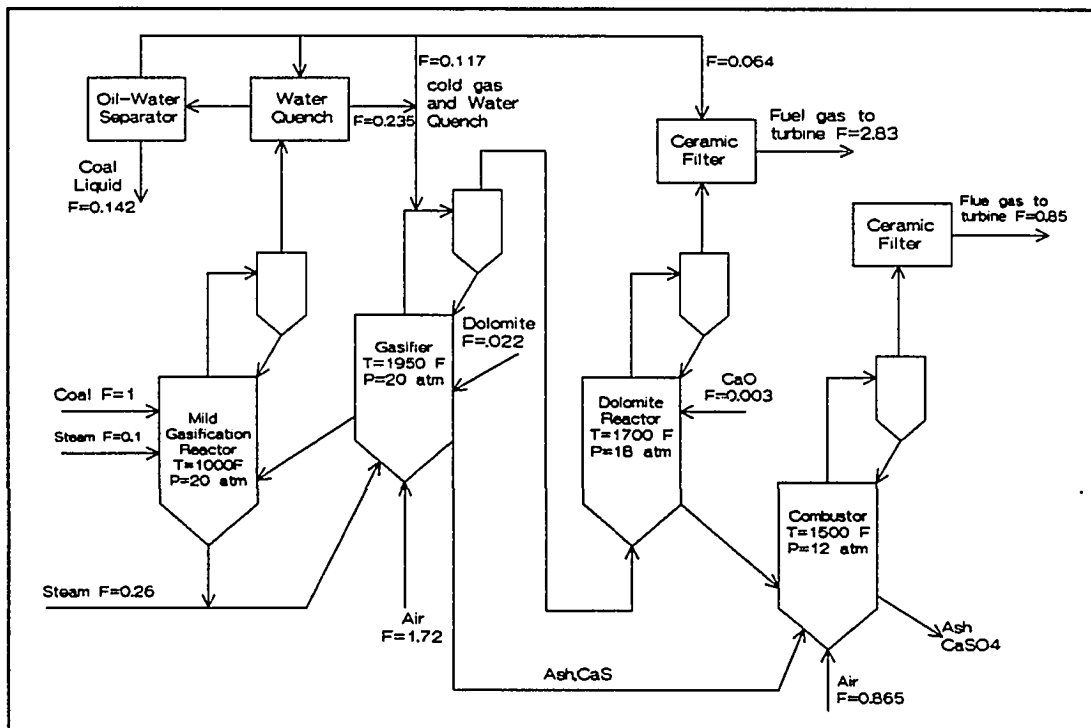 F=0.117
cold gas
and Water
Quench
F=0.064
Oil-Water
Separator
Water
Quench
F=0.235
Coal
Liquid
F=0.142
Ceramic
Filter
Fuel gas to
turbine F=2.83
Ceramic
Filter
Flue gas to
turbine F=0.85
Gasifier
T=1950 F
P=20 atm
Dolomite
F=.022
Coal F=1
Steam F=0.1
Mild
Gasification
Reactor
T=1000F
P=20 atm
Dolomite
Reactor
T=1700 F
P=18 atm
CaO
F=0.003
Combustor
T=1500 F
P=12 atm
Steam F=0.26
Air
F=1.72
Ash,CaS
Ash
CaSO4
Air
F=0.865